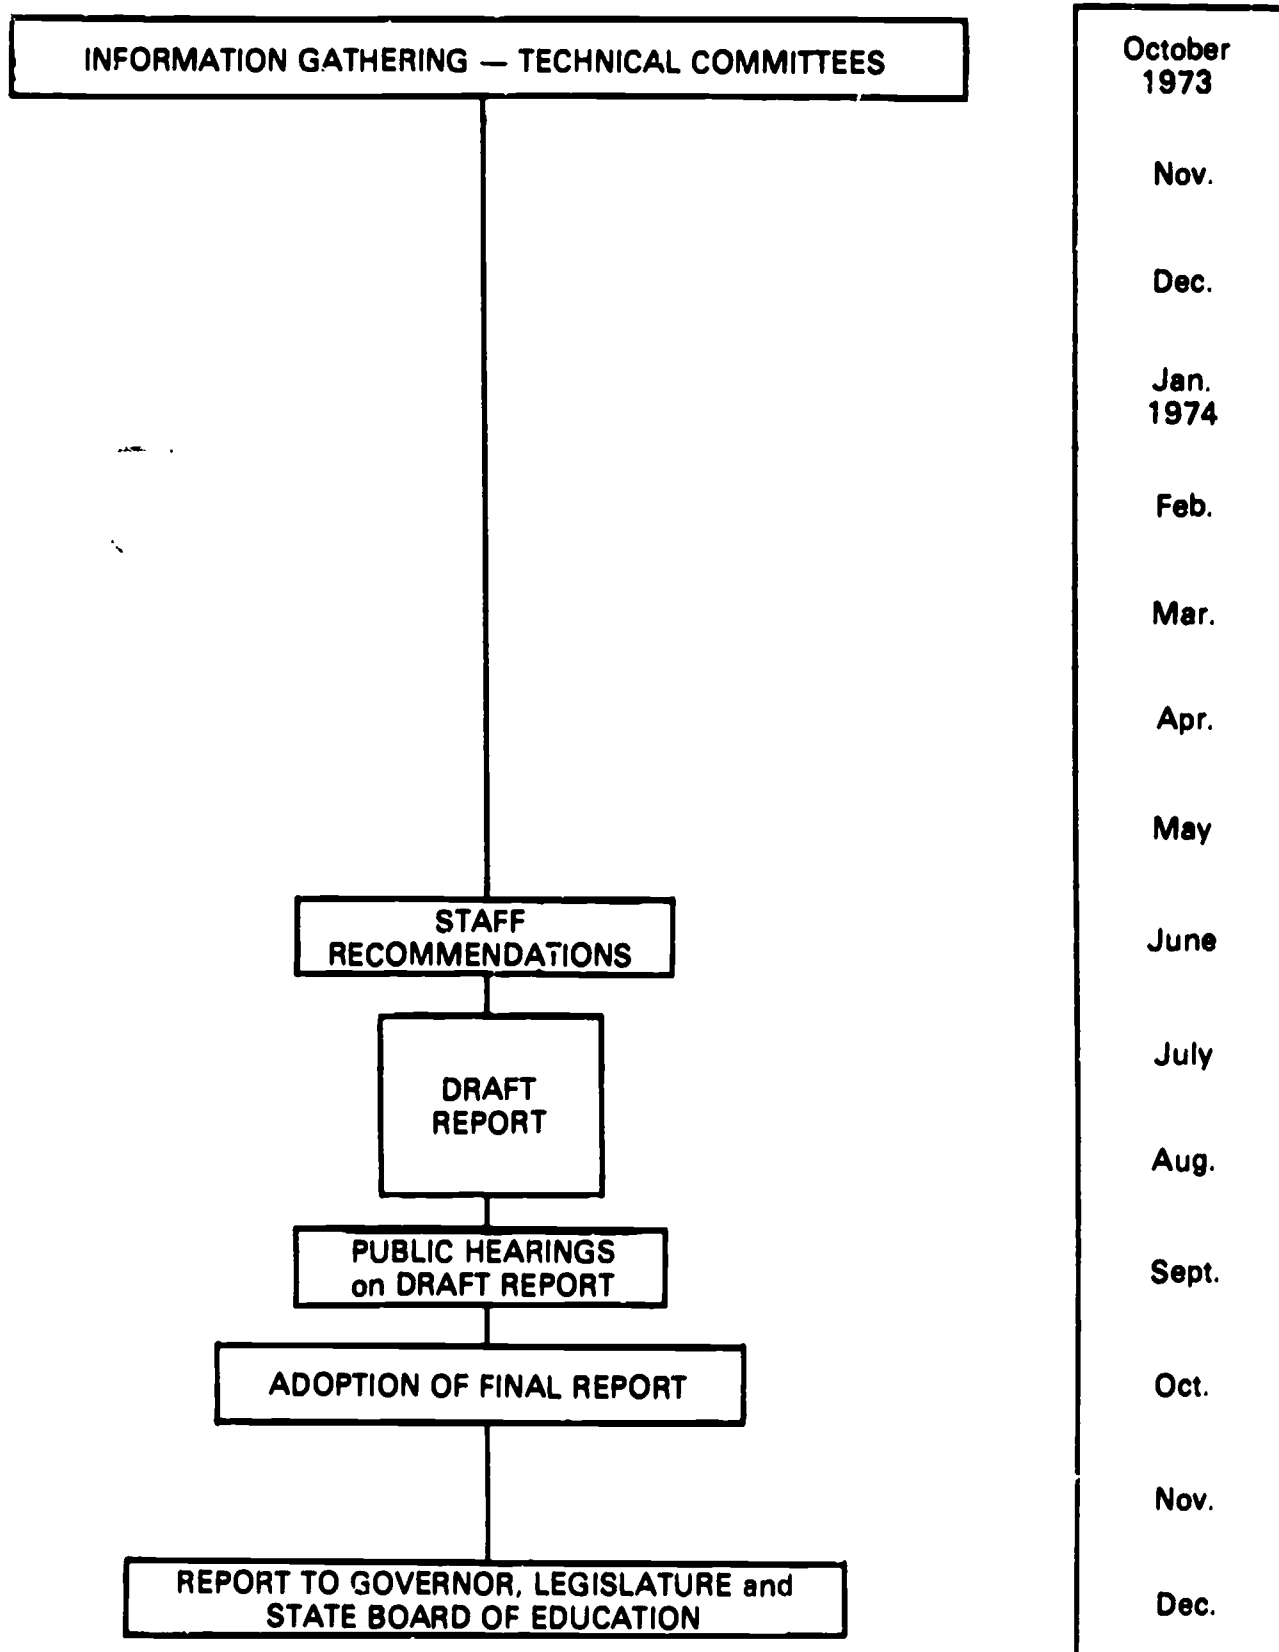 INFORMATION GATHERING — TECHNICAL COMMITTEES
October
1973
Nov.
Dec.
Jan.
1974
Feb.
Mar.
Apr.
May
STAFF
RECOMMENDATIONS
June
DRAFT
REPORT
July
Aug.
PUBLIC HEARINGS
on DRAFT REPORT
Sept.
ADOPTION OF FINAL REPORT
Oct.
Nov.
REPORT TO GOVERNOR, LEGISLATURE and
STATE BOARD OF EDUCATION
Dec.